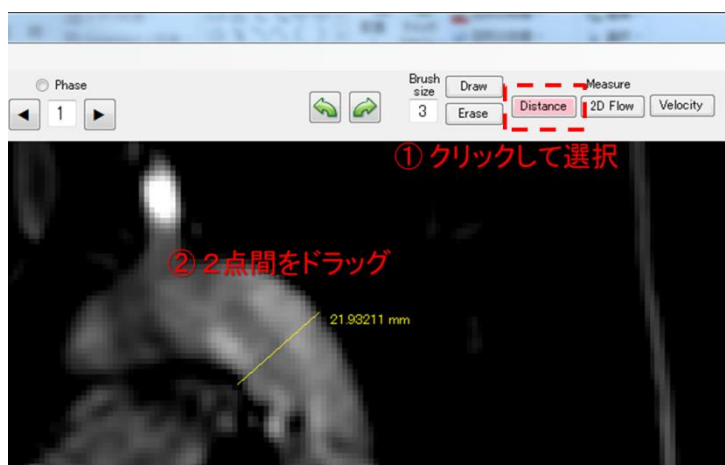 Phase
◀ 1 ▶
Brush size
3
Draw
Erase
Measure
Distance
2D Flow
Velocity
① クリックして選択
② 2点間をドラッグ
21.93211 mm